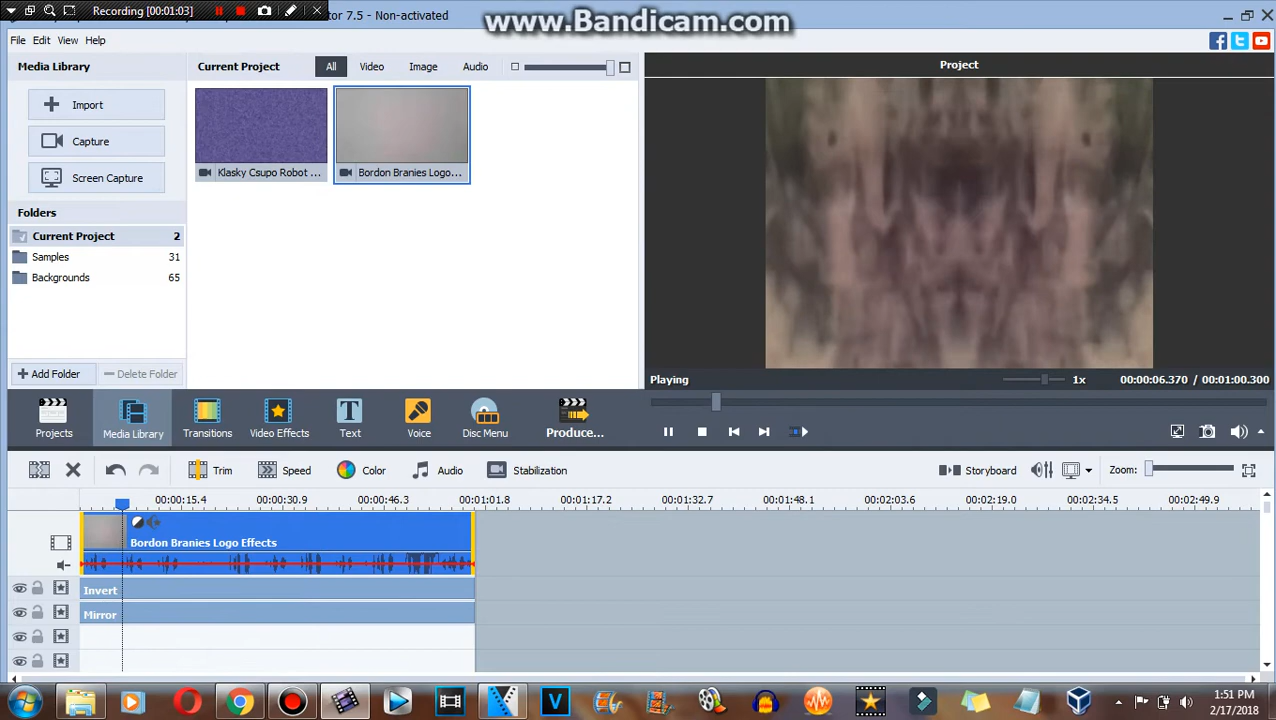 Recording [00:01:03]
tor 7.5 - Non-activated
www.Bandicam.com
File Edit View Help
Media Library
Current Project
All
Video
Image
Audio
Project
Import
Capture
Screen Capture
Klasky Csupo Robot ...
Bordon Branies Logo...
Folders
Current Project 2
Samples 31
Backgrounds 65
Add Folder
Delete Folder
Playing
1x
00:00:06.370 / 00:01:00.300
Projects
Media Library
Transitions
Video Effects
Text
Voice
Disc Menu
Produce...
Trim
Speed
Color
Audio
Stabilization
Storyboard
Zoom:
00:00:15.4
00:00:30.9
00:00:46.3
00:01:01.8
00:01:17.2
00:01:32.7
00:01:48.1
00:02:03.6
00:02:19.0
00:02:34.5
00:02:49.9
Bordon Branies Logo Effects
Invert
Mirror
1:51 PM
2/17/2018